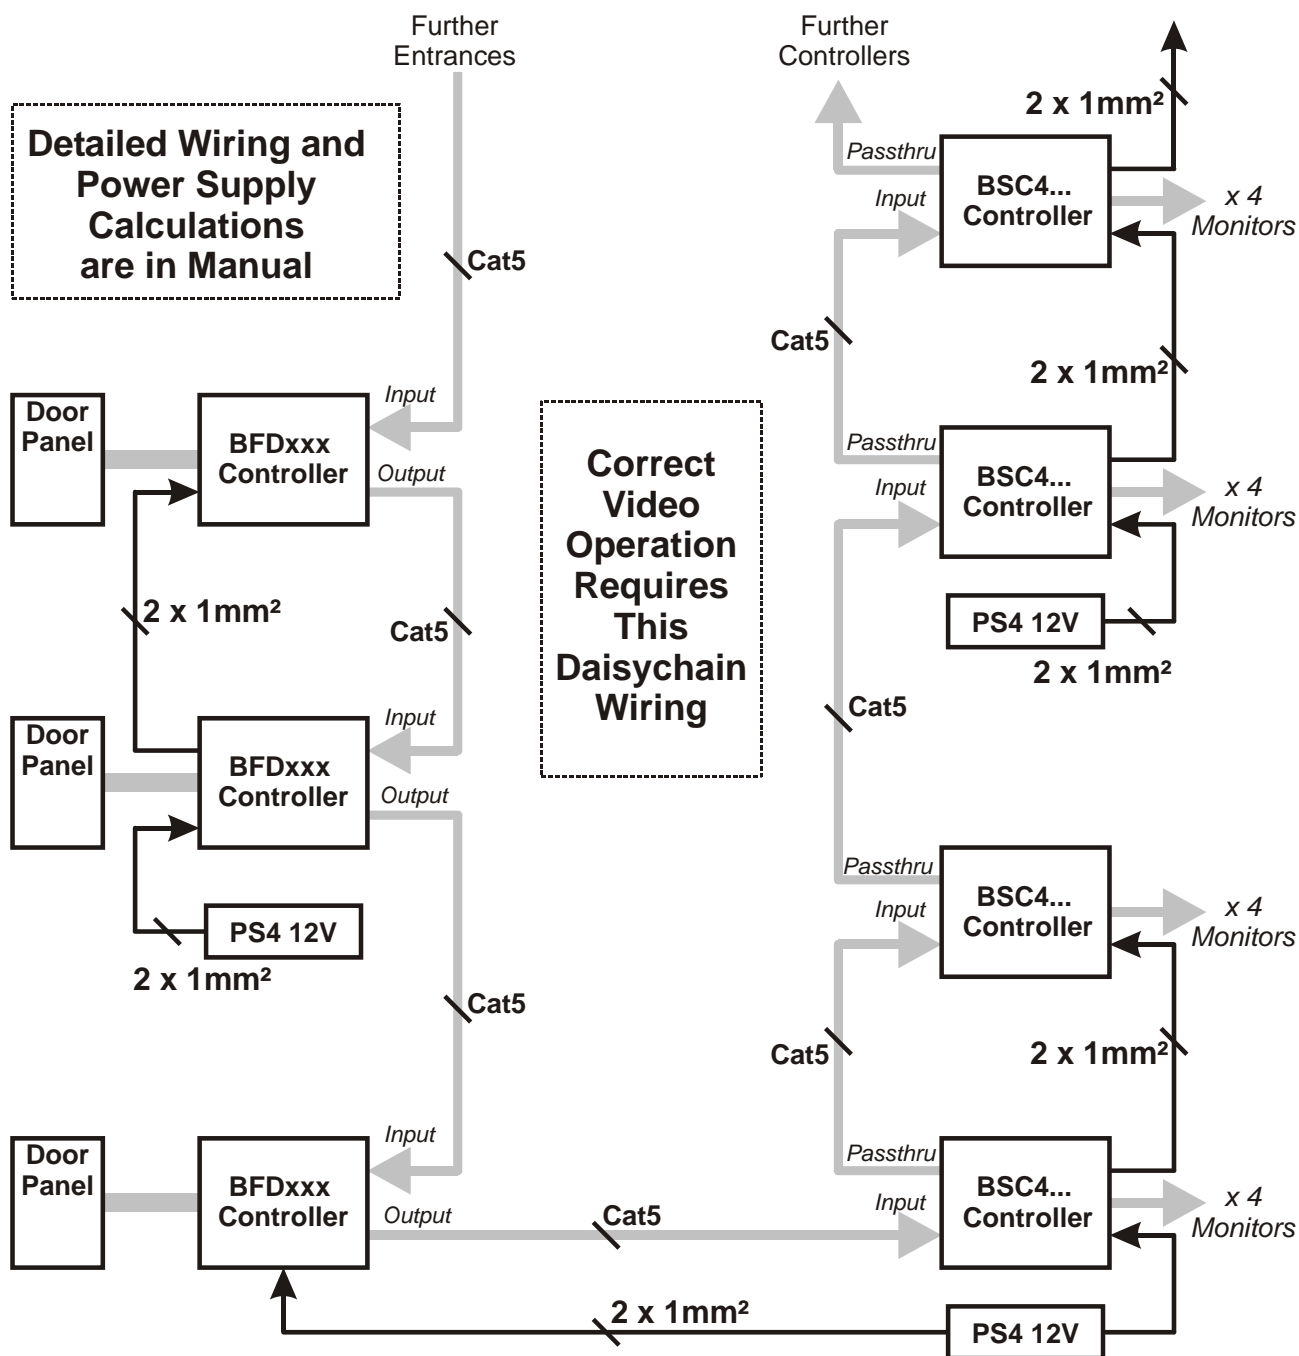 Further
Entrances
Further
Controllers
2 x 1mm²
Detailed Wiring and
Power Supply
Calculations
are in Manual
Passthru
BSC4...
Controller
Input
x 4
Monitors
Cat5
Cat5
2 x 1mm²
Door
Panel
BFDxxx
Controller
Input
Output
Correct
Video
Operation
Requires
This
Daisychain
Wiring
Passthru
BSC4...
Controller
Input
x 4
Monitors
2 x 1mm²
Cat5
PS4 12V
2 x 1mm²
Door
Panel
BFDxxx
Controller
Input
Output
Cat5
PS4 12V
2 x 1mm²
Cat5
Passthru
BSC4...
Controller
Input
x 4
Monitors
Cat5
2 x 1mm²
Door
Panel
BFDxxx
Controller
Input
Output
Cat5
Passthru
BSC4...
Controller
Input
x 4
Monitors
2 x 1mm²
PS4 12V